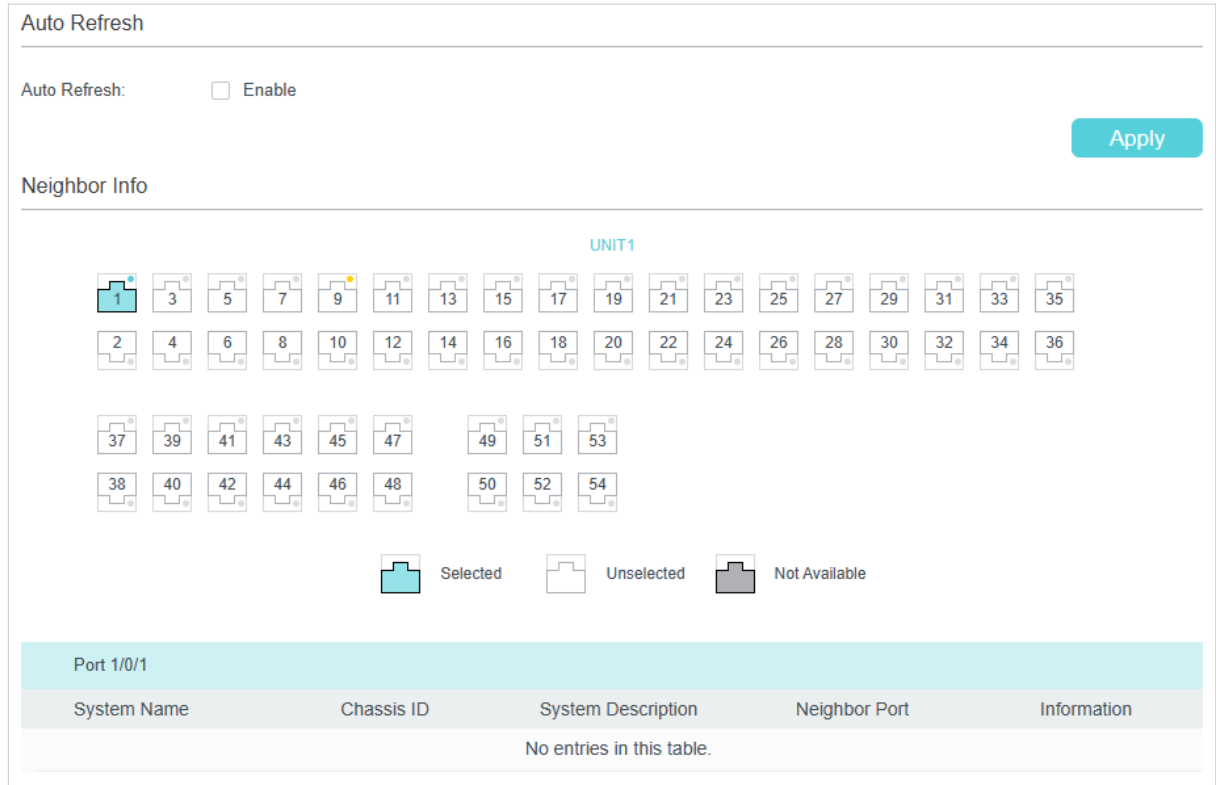 Auto Refresh
Auto Refresh: Enable
Apply
Neighbor Info
UNIT1
1 3 5 7 9 11 13 15 17 19 21 23 25 27 29 31 33 35
2 4 6 8 10 12 14 16 18 20 22 24 26 28 30 32 34 36
37 39 41 43 45 47 49 51 53
38 40 42 44 46 48 50 52 54
Selected Unselected Not Available
Port 1/0/1
System Name Chassis ID System Description Neighbor Port Information
No entries in this table.